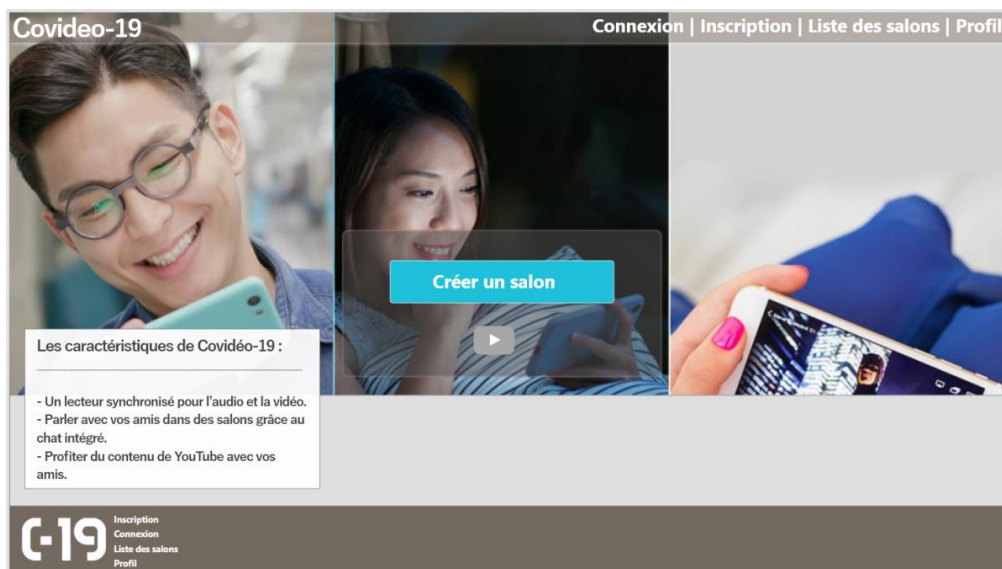 Covideo-19
Connexion | Inscription | Liste des salons | Profil
Créer un salon
Les caractéristiques de Covidéo-19 :
- Un lecteur synchronisé pour l'audio et la vidéo.
- Parler avec vos amis dans des salons grâce au
chat intégré.
- Profiter du contenu de YouTube avec vos
amis.
C-19
Inscription
Connexion
Liste des salons
Profil